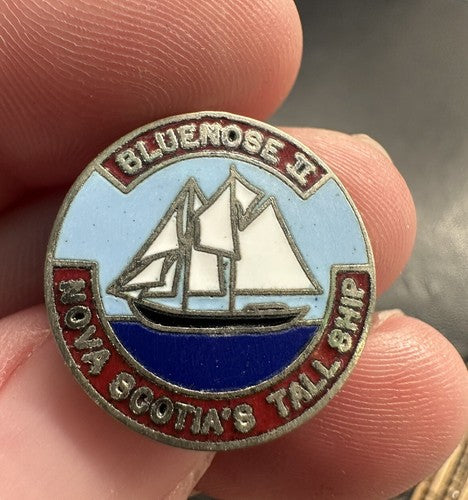 BLUENOSE II
NOVA SCOTIA'S TALL SHIP